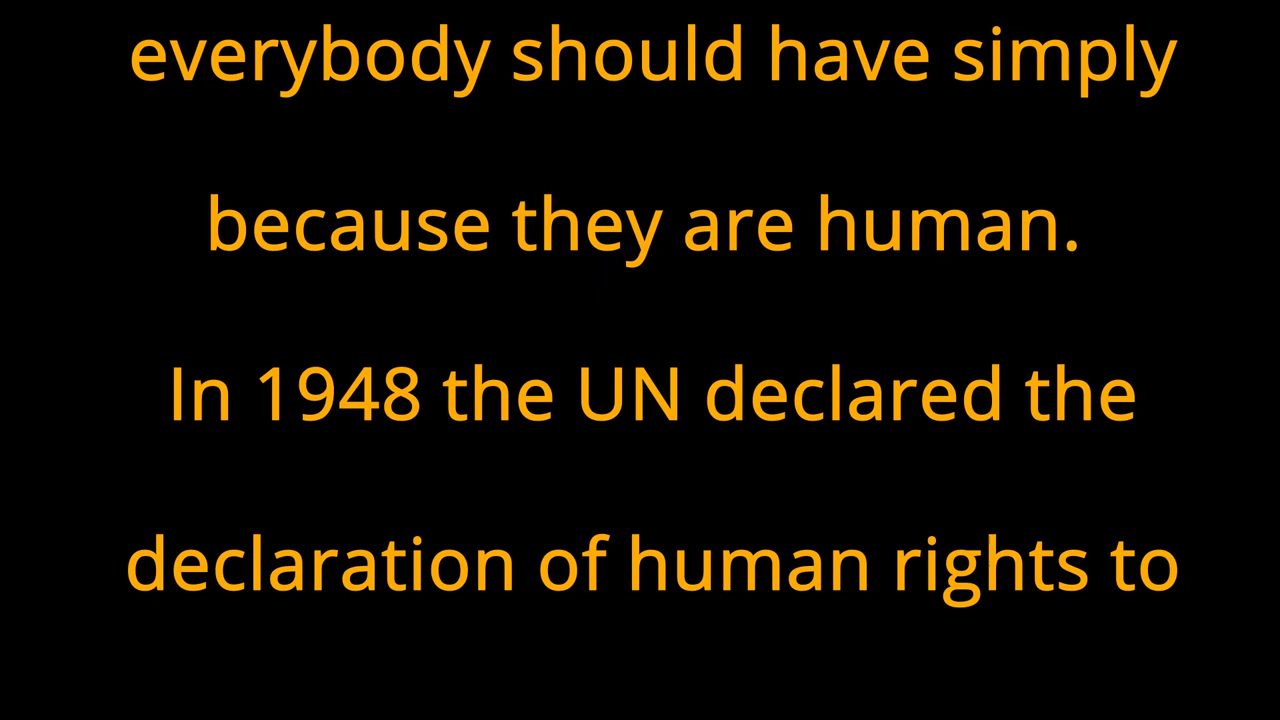 everybody should have simply
because they are human.
In 1948 the UN declared the
declaration of human rights to